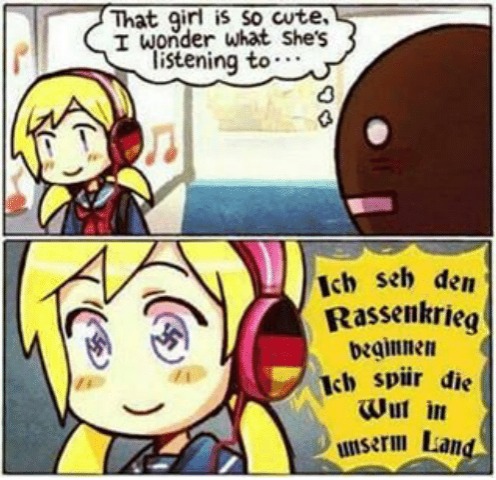 That girl is so cute.
I wonder what She's
listening to...
Ich seh den
Rassenkrieg
beginnen
Ich spür die
Wut in
unserm Land